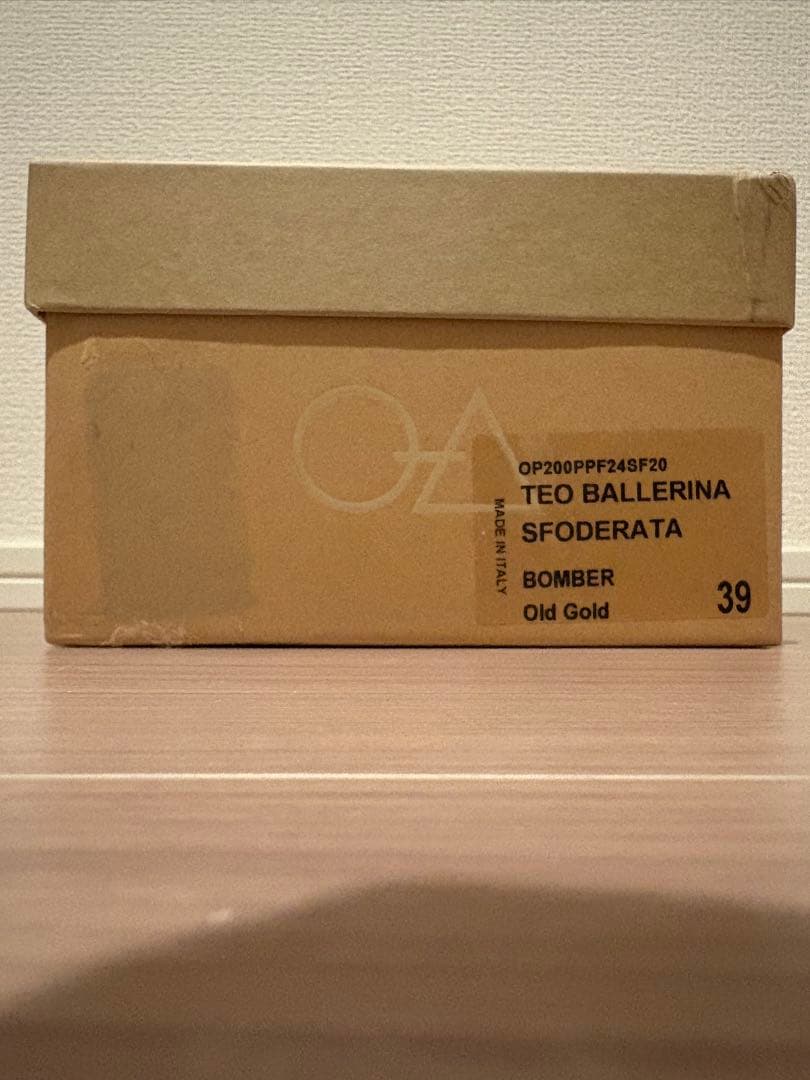 OP200PPF24SF20
TEO BALLERINA
SFODERATA
MADE IN ITALY
BOMBER
Old Gold
39